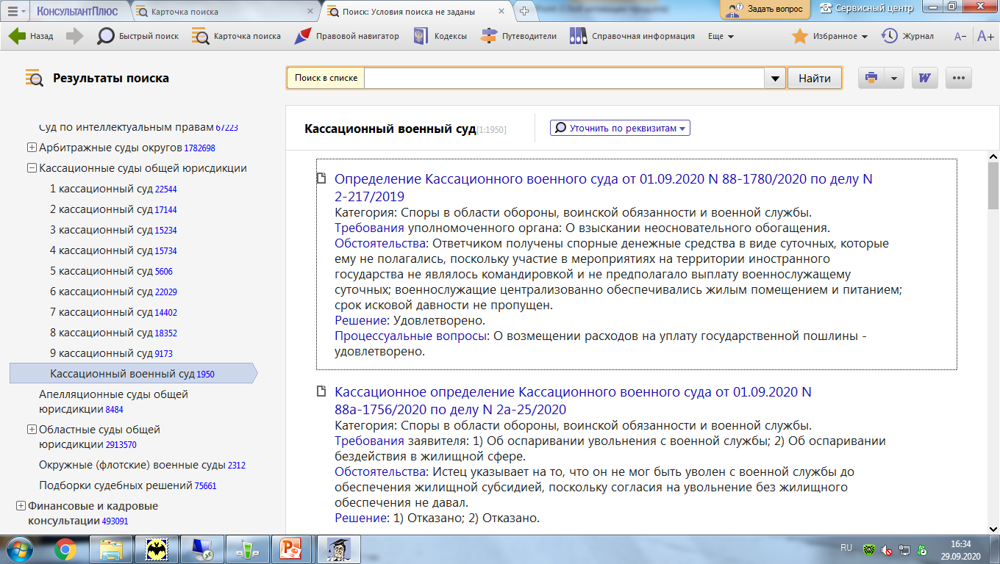 КонсультантПлюс
Карточка поиска
Поиск: Условия поиска не заданы
Задать вопрос
Сервисный центр
Назад
Быстрый поиск
Карточка поиска
Правовой навигатор
Кодексы
Путеводители
Справочная информация
Еще
Избранное
Журнал
A−
A+
Результаты поиска
Поиск в списке
Найти
W
Суд по интеллектуальным правам 67223
Арбитражные суды округов 1782698
Кассационные суды общей юрисдикции
1 кассационный суд 22544
2 кассационный суд 17144
3 кассационный суд 15234
4 кассационный суд 15734
5 кассационный суд 5606
6 кассационный суд 22029
7 кассационный суд 14402
8 кассационный суд 18352
9 кассационный суд 9173
Кассационный военный суд 1950
Апелляционные суды общей
юрисдикции 8484
Областные суды общей
юрисдикции 2913570
Окружные (флотские) военные суды 2312
Подборки судебных решений 75661
Финансовые и кадровые
консультации 493091
Кассационный военный суд[1:1950]
Уточнить по реквизитам
Определение Кассационного военного суда от 01.09.2020 N 88-1780/2020 по делу N
2-217/2019
Категория: Споры в области обороны, воинской обязанности и военной службы.
Требования уполномоченного органа: О взыскании неосновательного обогащения.
Обстоятельства: Ответчиком получены спорные денежные средства в виде суточных, которые
ему не полагались, поскольку участие в мероприятиях на территории иностранного
государства не являлось командировкой и не предполагало выплату военнослужащему
суточных; военнослужащие централизованно обеспечивались жилым помещением и питанием;
срок исковой давности не пропущен.
Решение: Удовлетворено.
Процессуальные вопросы: О возмещении расходов на уплату государственной пошлины -
удовлетворено.
Кассационное определение Кассационного военного суда от 01.09.2020 N
88а-1756/2020 по делу N 2а-25/2020
Категория: Споры в области обороны, воинской обязанности и военной службы.
Требования заявителя: 1) Об оспаривании увольнения с военной службы; 2) Об оспаривании
бездействия в жилищной сфере.
Обстоятельства: Истец указывает на то, что он не мог быть уволен с военной службы до
обеспечения жилищной субсидией, поскольку согласия на увольнение без жилищного
обеспечения не давал.
Решение: 1) Отказано; 2) Отказано.
RU
16:34
29.09.2020